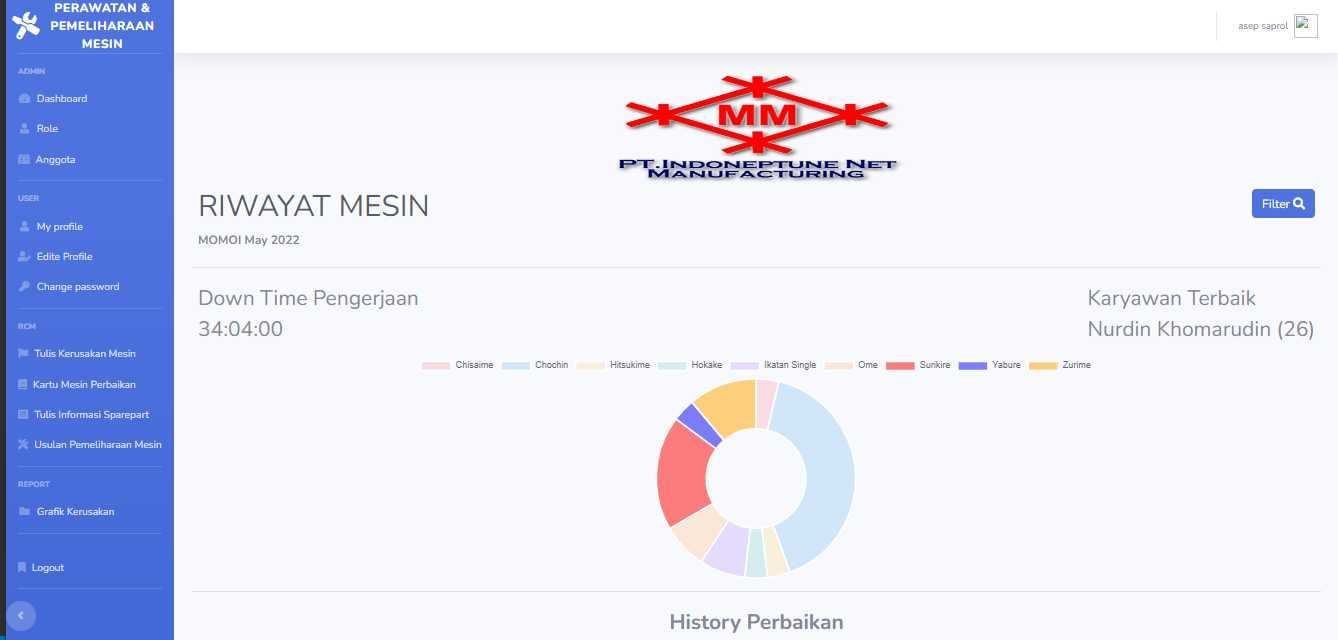 PERAWATAN &
PEMELIHARAAN
MESIN
ADMIN
Dashboard
Role
Anggota
USER
My profile
Edite Profile
Change password
RCM
Tulis Kerusakan Mesin
Kartu Mesin Perbaikan
Tulis Informasi Sparepart
Usulan Pemeliharaan Mesin
REPORT
Grafik Kerusakan
Logout
asep saprol
MM
PT.INDONEPTUNE NET
MANUFACTURING
RIWAYAT MESIN
Filter
MOMOI May 2022
Down Time Pengerjaan
34:04:00
Karyawan Terbaik
Nurdin Khomarudin (26)
Chisaime Chochin Hitsukime Hokake Ikatan Single Ome Surikire Yabure Zurime
History Perbaikan